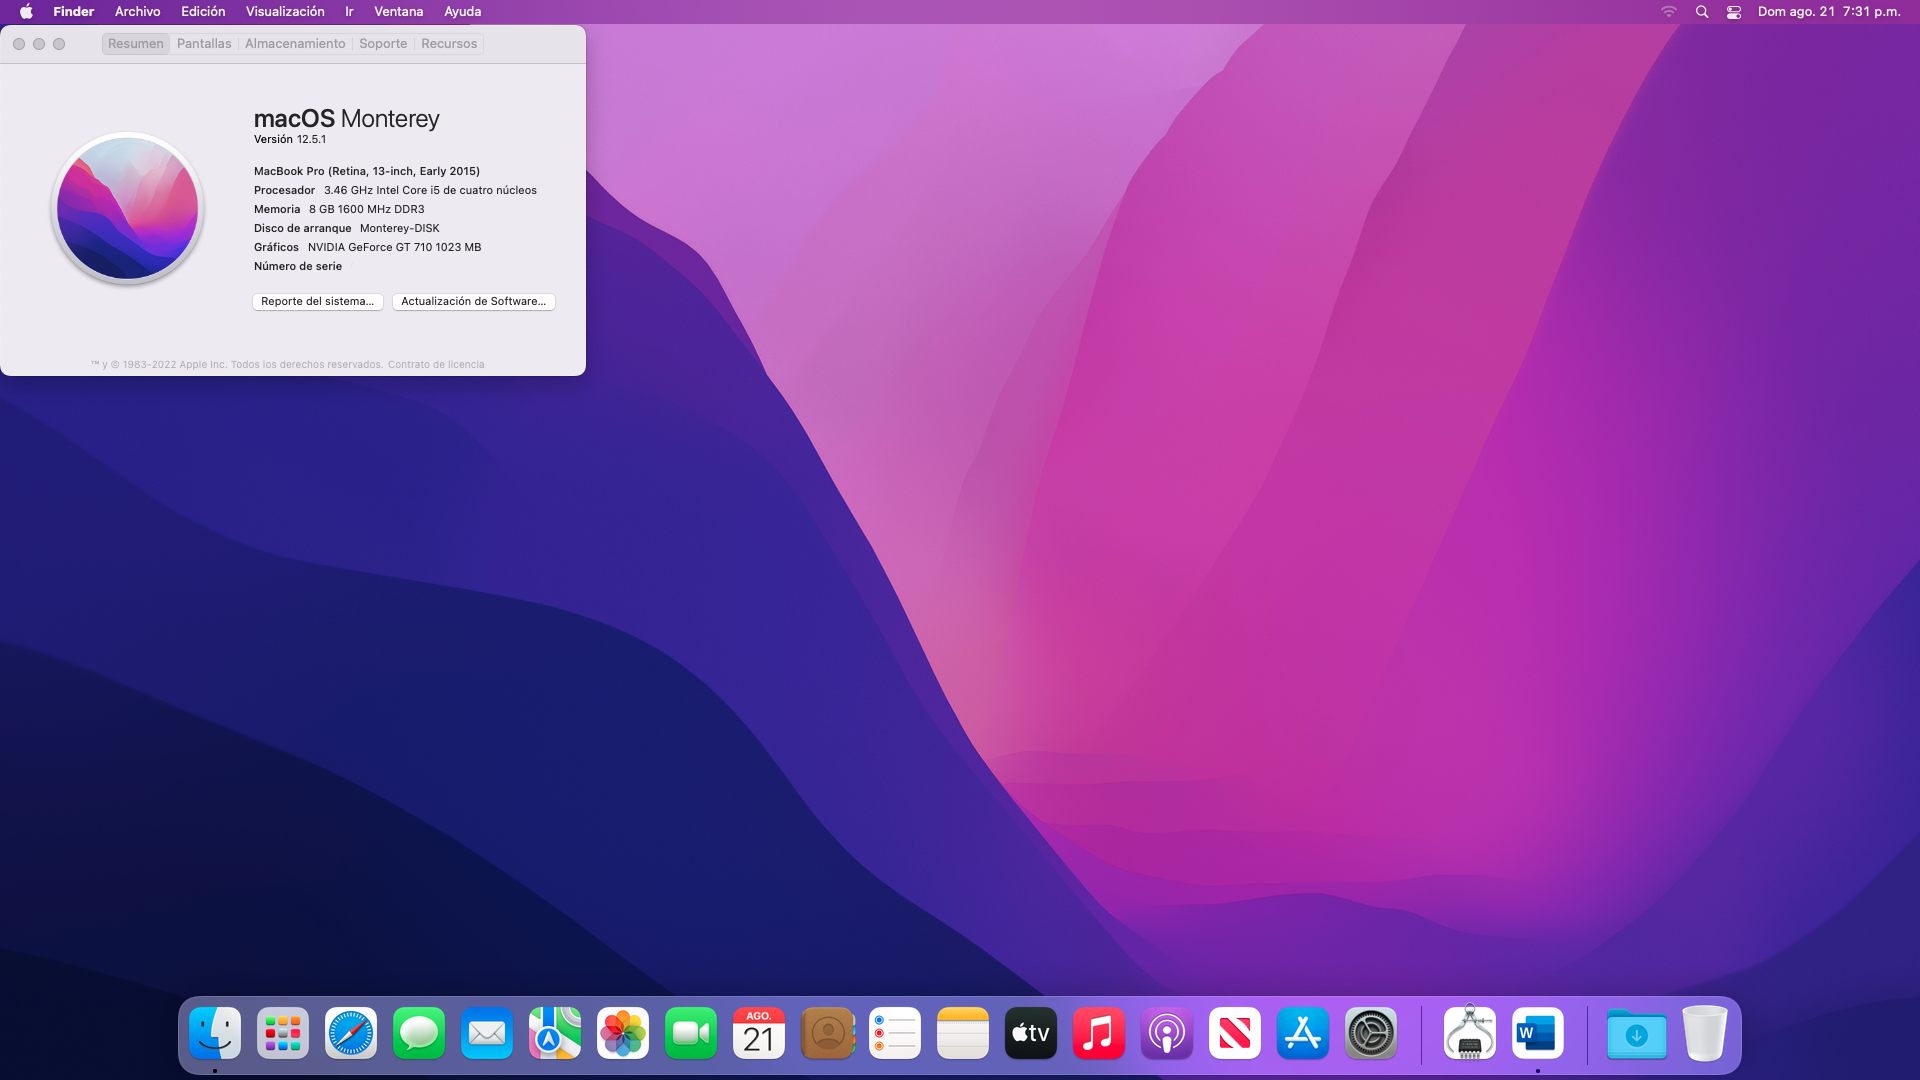 Finder Archivo Edición Visualización Ir Ventana Ayuda
Dom ago. 21 7:31 p.m.
Resumen Pantallas Almacenamiento Soporte Recursos
macOS Monterey
Versión 12.5.1
MacBook Pro (Retina, 13-inch, Early 2015)
Procesador 3.46 GHz Intel Core i5 de cuatro núcleos
Memoria 8 GB 1600 MHz DDR3
Disco de arranque Monterey-DISK
Gráficos NVIDIA GeForce GT 710 1023 MB
Número de serie
Reporte del sistema... Actualización de Software...
™ y © 1983-2022 Apple Inc. Todos los derechos reservados. Contrato de licencia
AGO.
21
tv
W